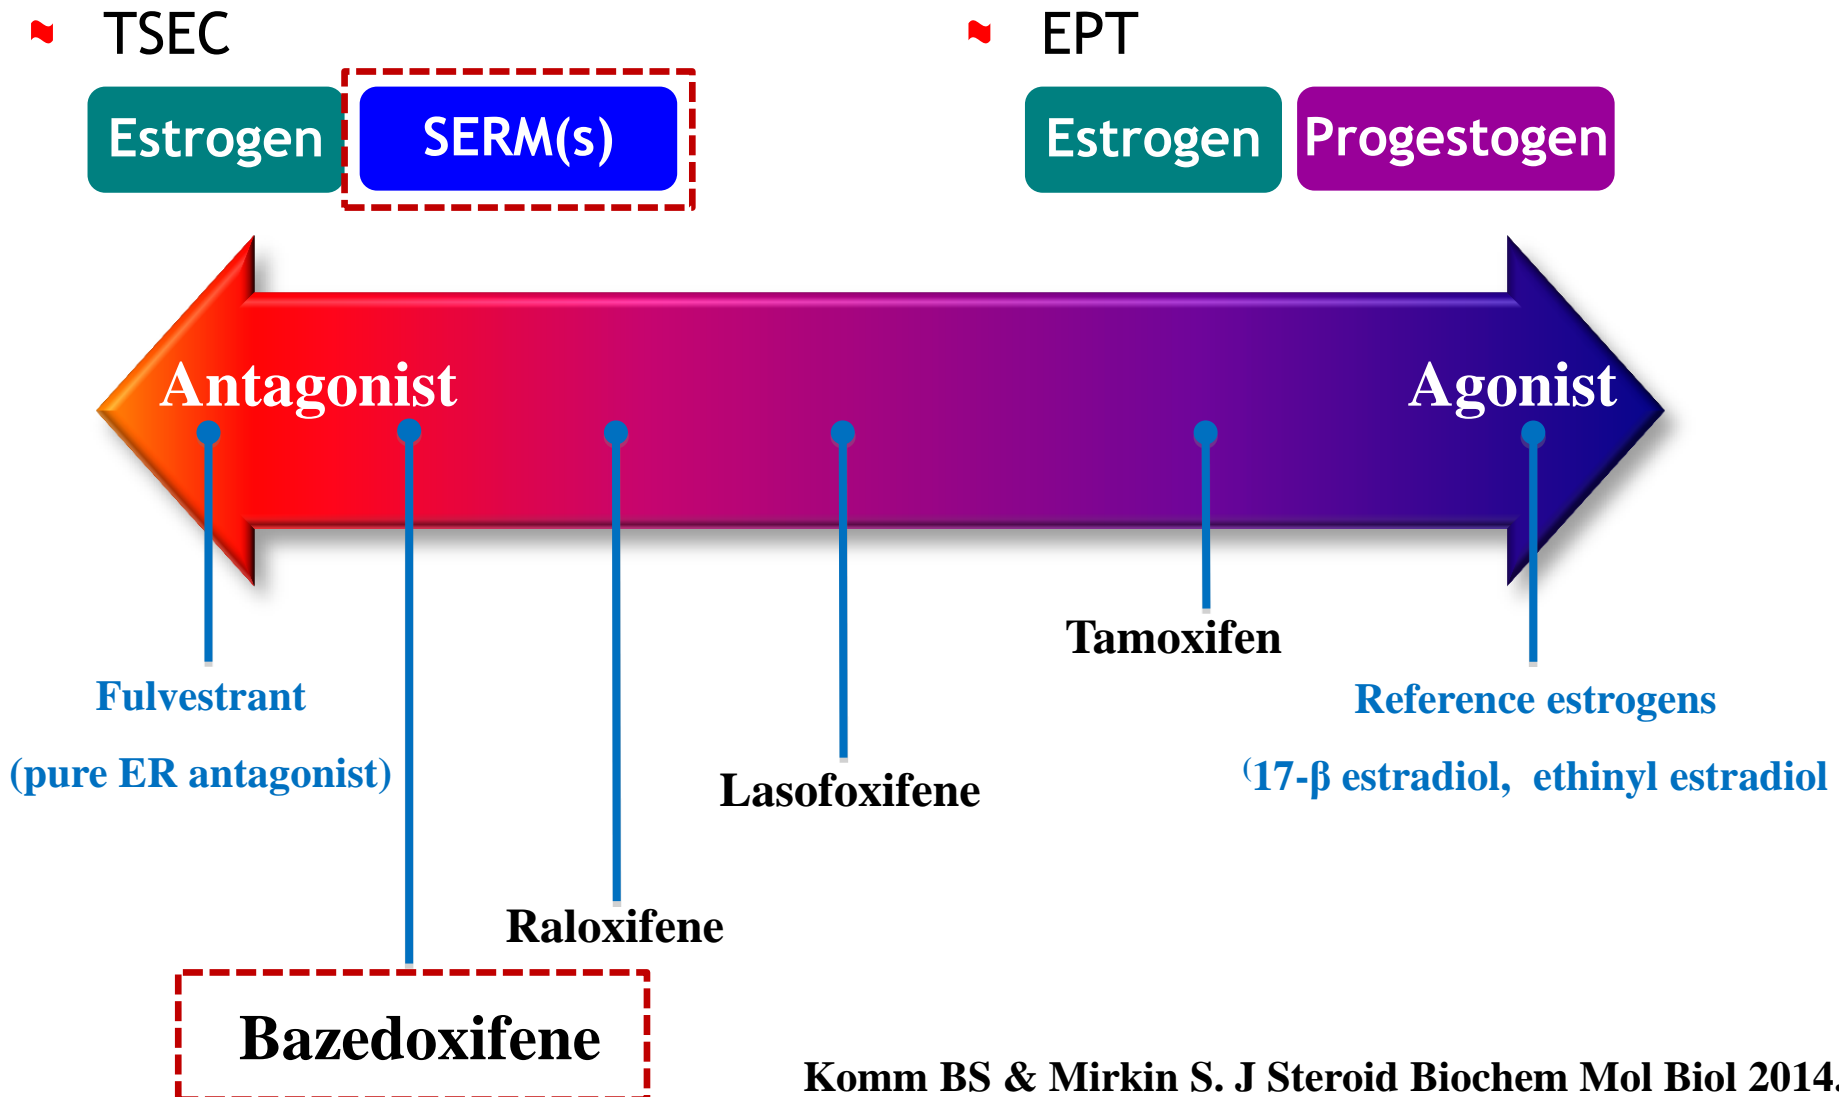 TSEC
EPT
Estrogen SERM(s)
Estrogen Progestogen
Antagonist
Agonist
Tamoxifen
Fulvestrant
(pure ER antagonist)
Reference estrogens
(17-β estradiol, ethinyl estradiol
Lasofoxifene
Raloxifene
Bazedoxifene
Komm BS & Mirkin S. J Steroid Biochem Mol Biol 2014.